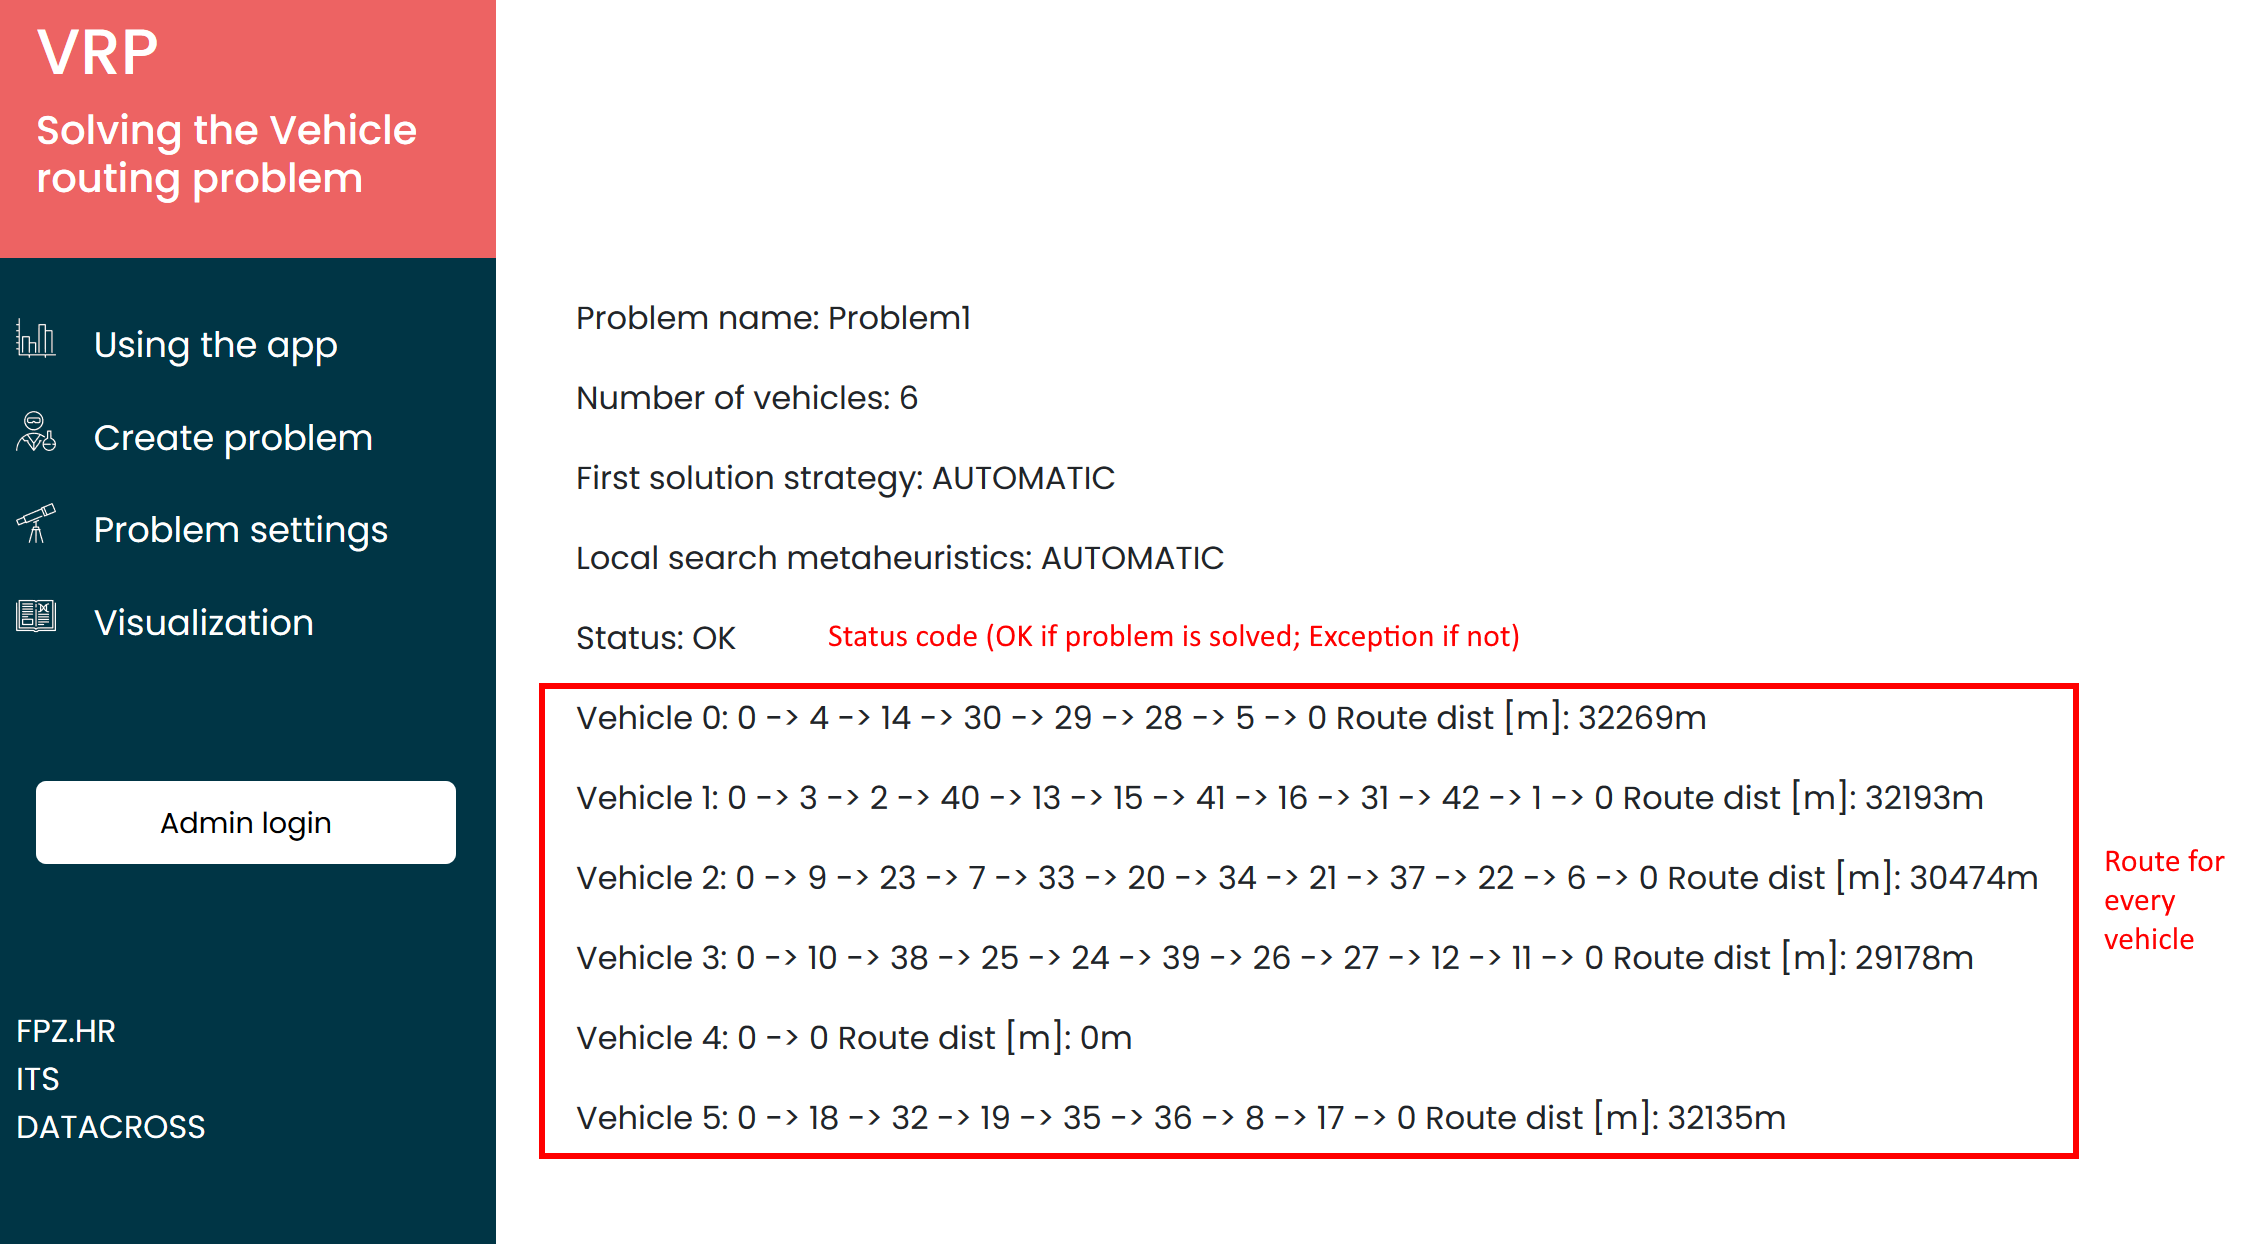 VRP
Solving the Vehicle
routing problem
Using the app
Create problem
Problem settings
Visualization
Admin login
FPZ.HR
ITS
DATACROSS
Problem name: Problem1
Number of vehicles: 6
First solution strategy: AUTOMATIC
Local search metaheuristics: AUTOMATIC
Status: OK
Status code (OK if problem is solved; Exception if not)
Vehicle 0: 0 -> 4 -> 14 -> 30 -> 29 -> 28 -> 5 -> 0 Route dist [m]: 32269m
Vehicle 1: 0 -> 3 -> 2 -> 40 -> 13 -> 15 -> 41 -> 16 -> 31 -> 42 -> 1 -> 0 Route dist [m]: 32193m
Vehicle 2: 0 -> 9 -> 23 -> 7 -> 33 -> 20 -> 34 -> 21 -> 37 -> 22 -> 6 -> 0 Route dist [m]: 30474m
Vehicle 3: 0 -> 10 -> 38 -> 25 -> 24 -> 39 -> 26 -> 27 -> 12 -> 11 -> 0 Route dist [m]: 29178m
Vehicle 4: 0 -> 0 Route dist [m]: 0m
Vehicle 5: 0 -> 18 -> 32 -> 19 -> 35 -> 36 -> 8 -> 17 -> 0 Route dist [m]: 32135m
Route for
every
vehicle